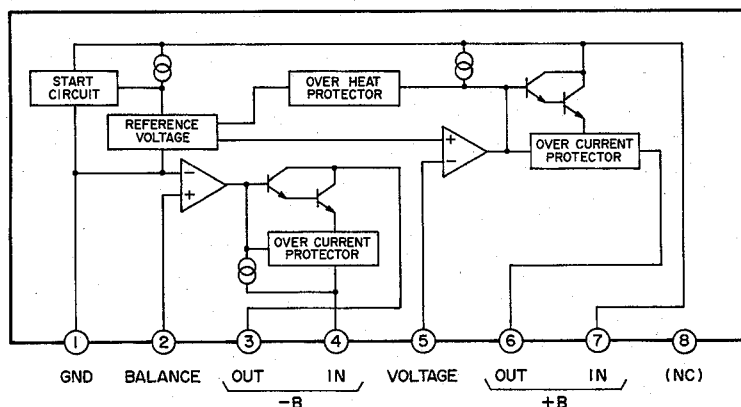 START
CIRCUIT
OVER HEAT
PROTECTOR
REFERENCE
VOLTAGE
+
−
OVER CURRENT
PROTECTOR
−
+
OVER CURRENT
PROTECTOR
1 2 3 4 5 6 7 8
GND BALANCE OUT IN VOLTAGE OUT IN (NC)
−B +B